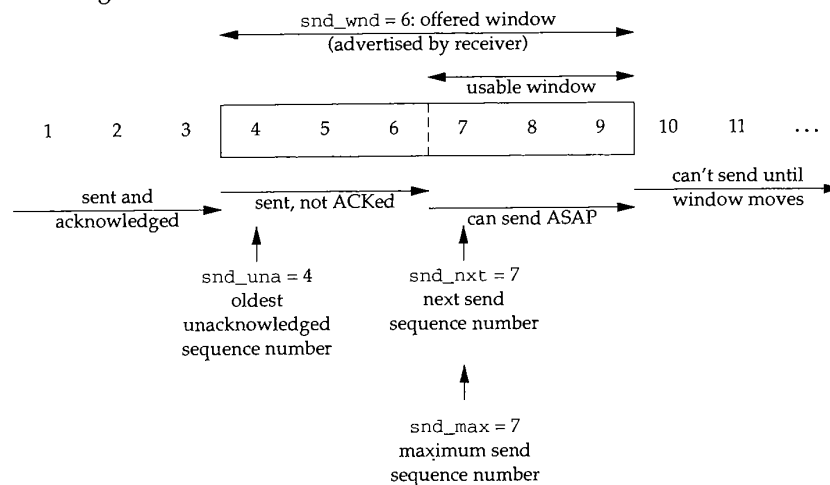 snd_wnd = 6: offered window
(advertised by receiver)
usable window
1 2 3 4 5 6 7 8 9 10 11 ...
sent and
acknowledged
sent, not ACKed
can send ASAP
can't send until
window moves
snd_una = 4
oldest
unacknowledged
sequence number
snd_nxt = 7
next send
sequence number
snd_max = 7
maximum send
sequence number